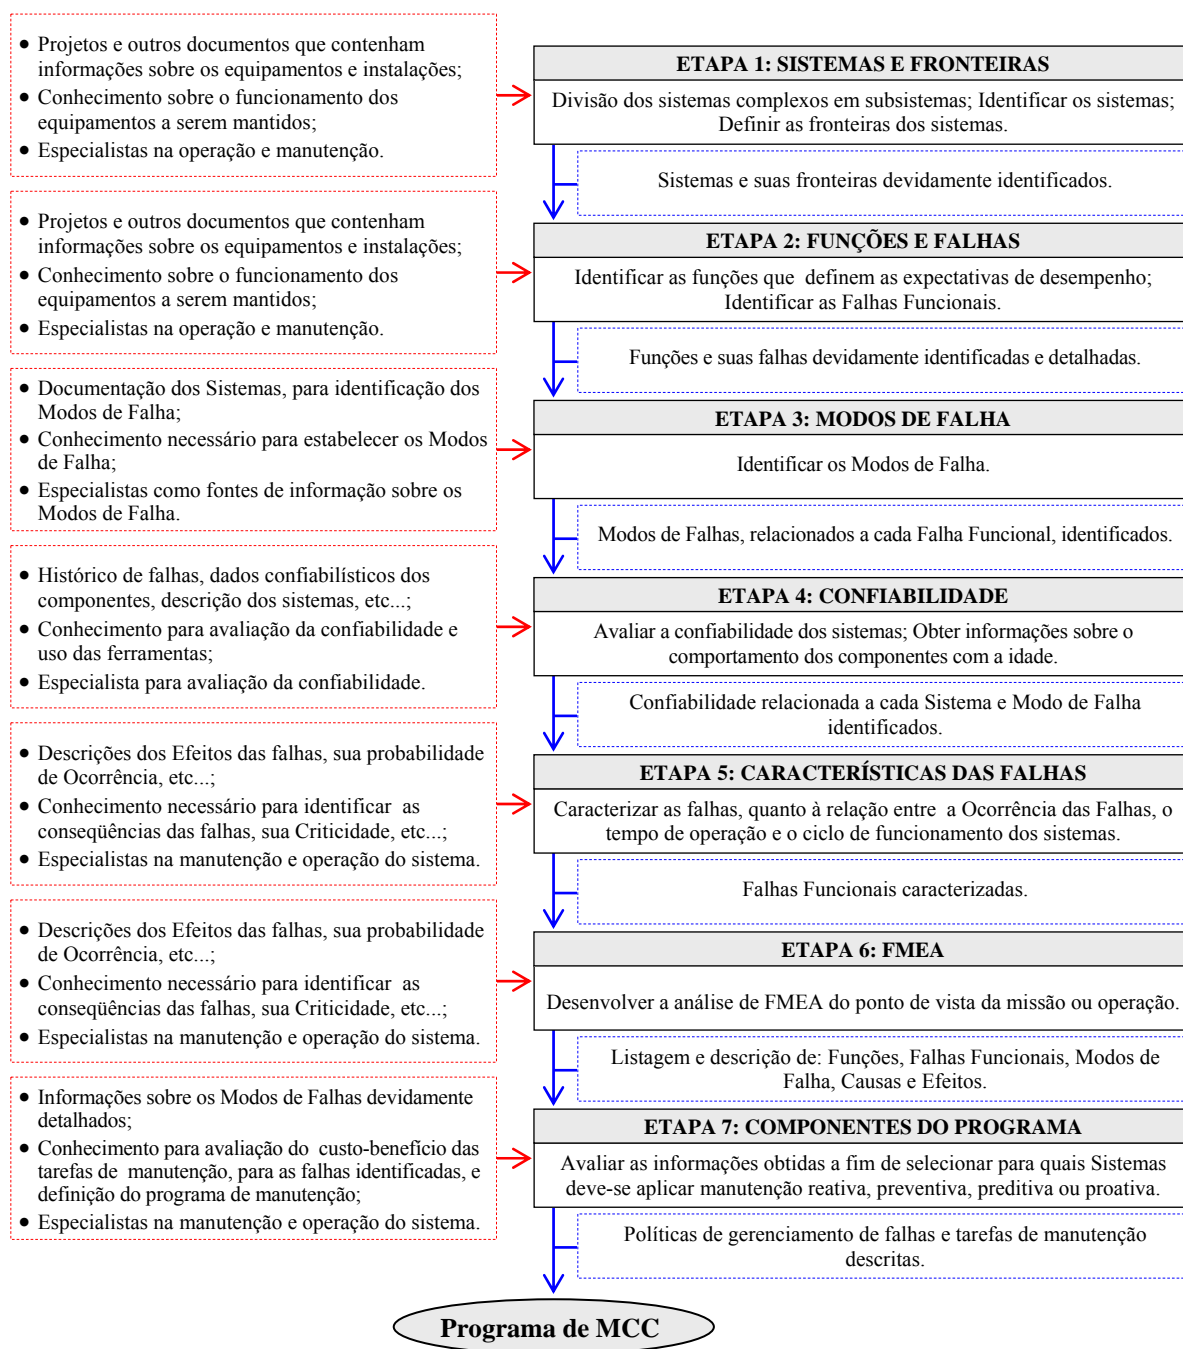 • Projetos e outros documentos que contenham
informações sobre os equipamentos e instalações;
• Conhecimento sobre o funcionamento dos
equipamentos a serem mantidos;
• Especialistas na operação e manutenção.
ETAPA 1: SISTEMAS E FRONTEIRAS
Divisão dos sistemas complexos em subsistemas; Identificar os sistemas;
Definir as fronteiras dos sistemas.
Sistemas e suas fronteiras devidamente identificados.
• Projetos e outros documentos que contenham
informações sobre os equipamentos e instalações;
• Conhecimento sobre o funcionamento dos
equipamentos a serem mantidos;
• Especialistas na operação e manutenção.
ETAPA 2: FUNÇÕES E FALHAS
Identificar as funções que definem as expectativas de desempenho;
Identificar as Falhas Funcionais.
Funções e suas falhas devidamente identificadas e detalhadas.
• Documentação dos Sistemas, para identificação dos
Modos de Falha;
• Conhecimento necessário para estabelecer os Modos
de Falha;
• Especialistas como fontes de informação sobre os
Modos de Falha.
ETAPA 3: MODOS DE FALHA
Identificar os Modos de Falha.
Modos de Falhas, relacionados a cada Falha Funcional, identificados.
• Histórico de falhas, dados confiabilísticos dos
componentes, descrição dos sistemas, etc...;
• Conhecimento para avaliação da confiabilidade e
uso das ferramentas;
• Especialista para avaliação da confiabilidade.
ETAPA 4: CONFIABILIDADE
Avaliar a confiabilidade dos sistemas; Obter informações sobre o
comportamento dos componentes com a idade.
Confiabilidade relacionada a cada Sistema e Modo de Falha
identificados.
• Descrições dos Efeitos das falhas, sua probabilidade
de Ocorrência, etc...;
• Conhecimento necessário para identificar as
conseqüências das falhas, sua Criticidade, etc...;
• Especialistas na manutenção e operação do sistema.
ETAPA 5: CARACTERÍSTICAS DAS FALHAS
Caracterizar as falhas, quanto à relação entre a Ocorrência das Falhas, o
tempo de operação e o ciclo de funcionamento dos sistemas.
Falhas Funcionais caracterizadas.
• Descrições dos Efeitos das falhas, sua probabilidade
de Ocorrência, etc...;
• Conhecimento necessário para identificar as
conseqüências das falhas, sua Criticidade, etc...;
• Especialistas na manutenção e operação do sistema.
ETAPA 6: FMEA
Desenvolver a análise de FMEA do ponto de vista da missão ou operação.
Listagem e descrição de: Funções, Falhas Funcionais, Modos de
Falha, Causas e Efeitos.
• Informações sobre os Modos de Falhas devidamente
detalhados;
• Conhecimento para avaliação do custo-benefício das
tarefas de manutenção, para as falhas identificadas, e
definição do programa de manutenção;
• Especialistas na manutenção e operação do sistema.
ETAPA 7: COMPONENTES DO PROGRAMA
Avaliar as informações obtidas a fim de selecionar para quais Sistemas
deve-se aplicar manutenção reativa, preventiva, preditiva ou proativa.
Políticas de gerenciamento de falhas e tarefas de manutenção
descritas.
Programa de MCC